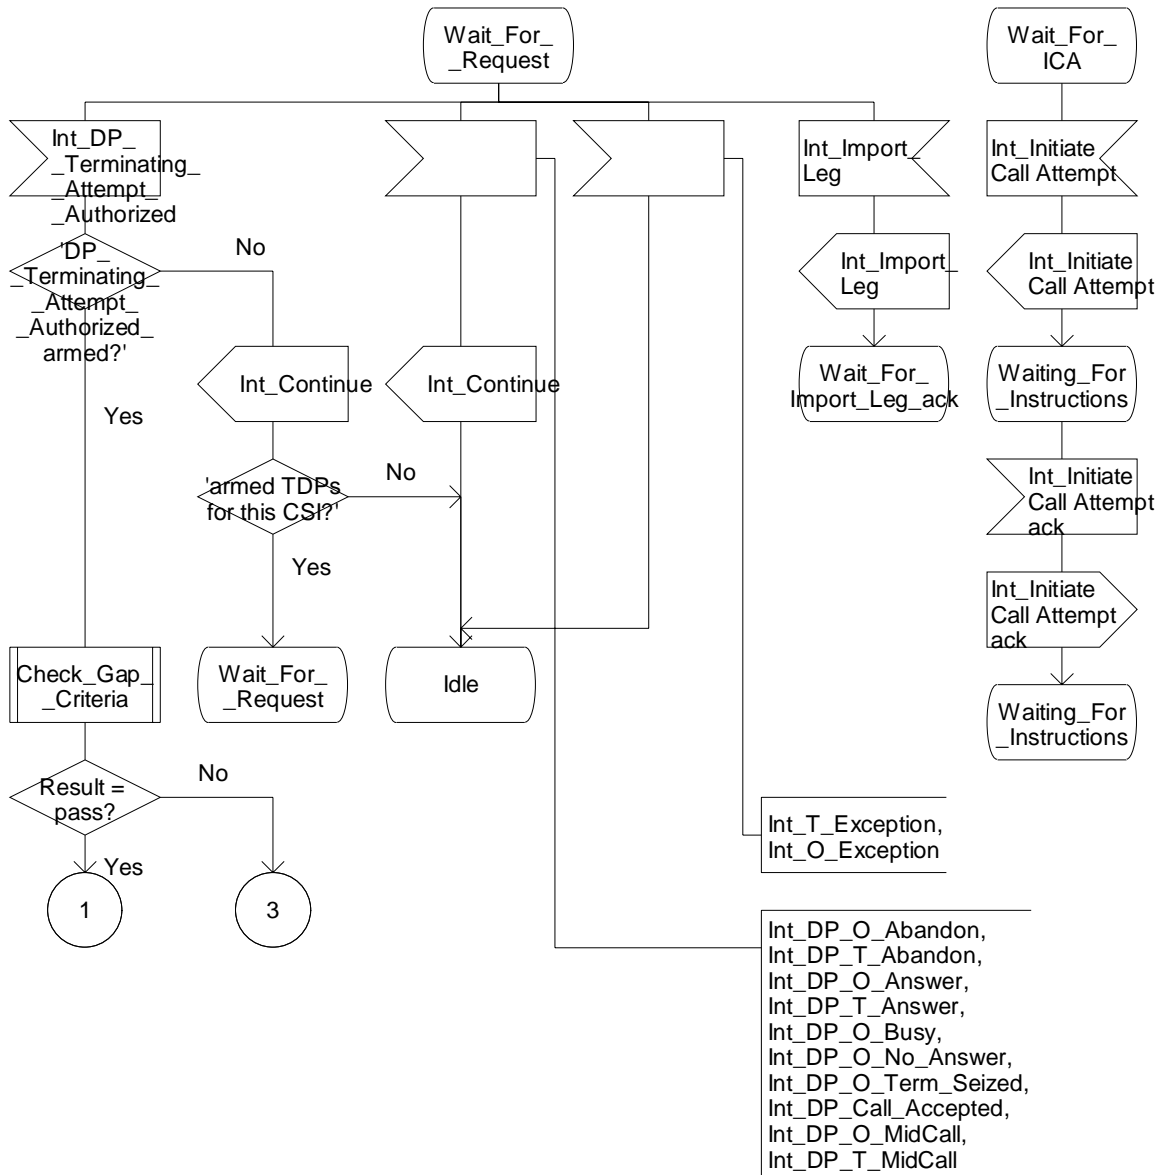 Wait_For_
_Request
Wait_For_
ICA
Int_DP_
_Terminating_
_Attempt_
_Authorized
Int_Import_
Leg
Int_Initiate
Call Attempt
'DP_
_Terminating_
_Attempt_
_Authorized_
armed?'
No
Yes
Int_Import_
Leg
Int_Initiate
Call Attempt
Int_Continue
Int_Continue
Wait_For_
Import_Leg_ack
Waiting_For
_Instructions
'armed TDPs
for this CSI?'
No
Yes
Int_Initiate
Call Attempt
ack
Int_Initiate
Call Attempt
ack
Check_Gap_
_Criteria
Wait_For_
_Request
Idle
Waiting_For
_Instructions
Result =
pass?
No
Yes
1
3
Int_T_Exception,
Int_O_Exception
Int_DP_O_Abandon,
Int_DP_T_Abandon,
Int_DP_O_Answer,
Int_DP_T_Answer,
Int_DP_O_Busy,
Int_DP_O_No_Answer,
Int_DP_O_Term_Seized,
Int_DP_Call_Accepted,
Int_DP_O_MidCall,
Int_DP_T_MidCall